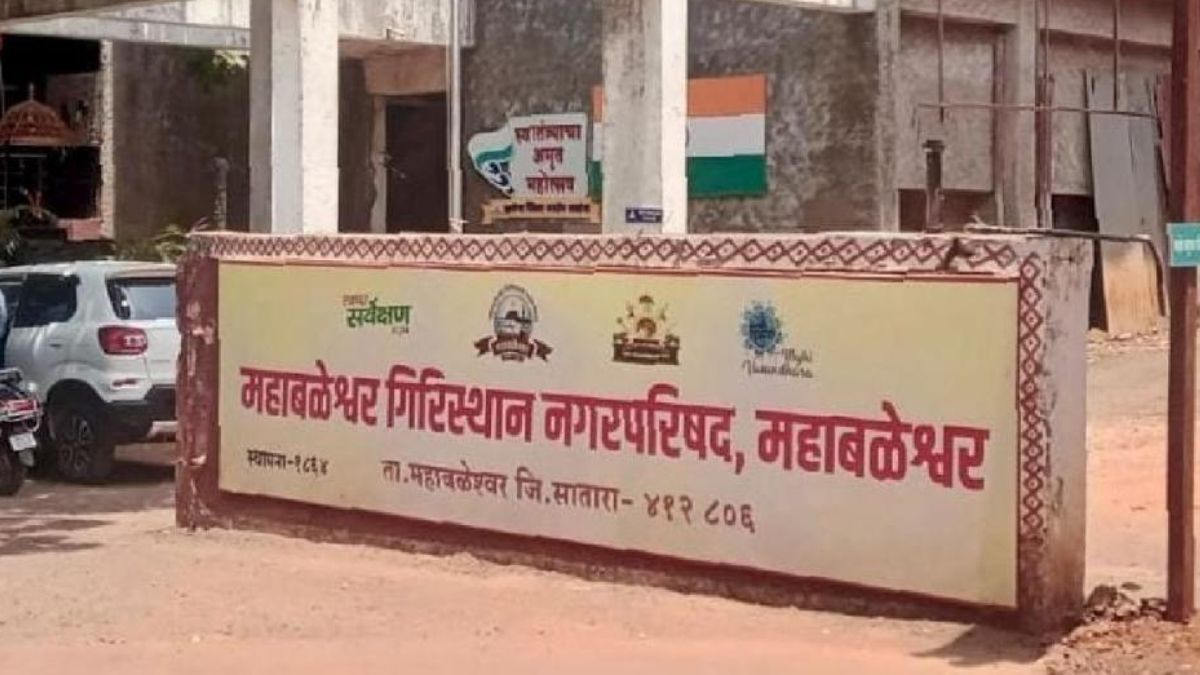 स्वातंत्र्याचा
अमृत
महोत्सव
सर्वेक्षण
Majhi
Vasundhara
महाबळेश्वर गिरिस्थान नगरपरिषद, महाबळेश्वर
स्थापना-१८६४
ता.महाबळेश्वर जि.सातारा- ४१२ ८०६